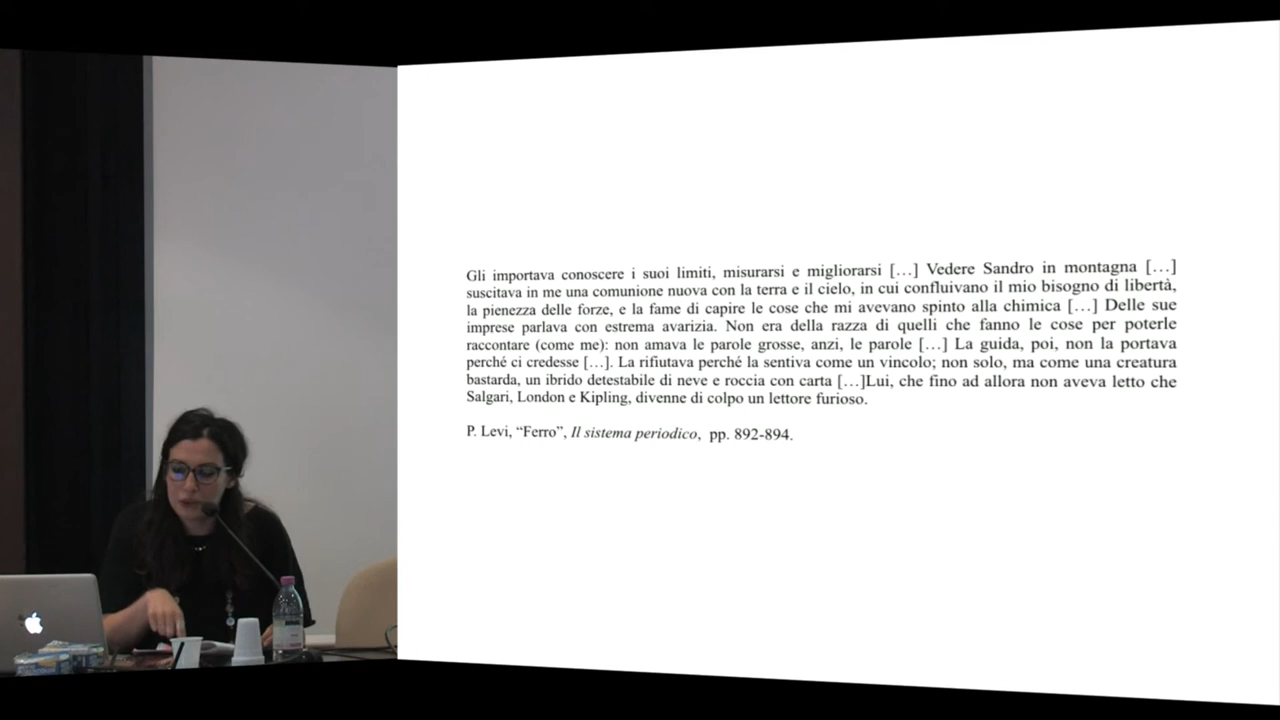 Gli importava conoscere i suoi limiti, misurarsi e migliorarsi […] Vedere Sandro in montagna […]
suscitava in me una comunione nuova con la terra e il cielo, in cui confluivano il mio bisogno di libertà,
la pienezza delle forze, e la fame di capire le cose che mi avevano spinto alla chimica […] Delle sue
imprese parlava con estrema avarizia. Non era della razza di quelli che fanno le cose per poterle
raccontare (come me): non amava le parole grosse, anzi, le parole […] La guida, poi, non la portava
perché ci credesse […]. La rifiutava perché la sentiva come un vincolo; non solo, ma come una creatura
bastarda, un ibrido detestabile di neve e roccia con carta […]Lui, che fino ad allora non aveva letto che
Salgari, London e Kipling, divenne di colpo un lettore furioso.
P. Levi, “Ferro”, Il sistema periodico, pp. 892-894.